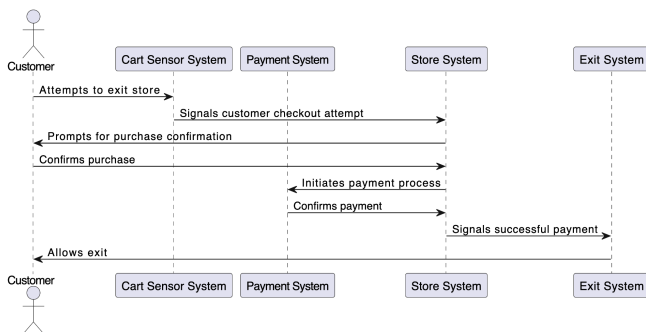 Customer
Cart Sensor System
Payment System
Store System
Exit System
Attempts to exit store
Signals customer checkout attempt
Prompts for purchase confirmation
Confirms purchase
Initiates payment process
Confirms payment
Signals successful payment
Allows exit
Customer
Cart Sensor System
Payment System
Store System
Exit System